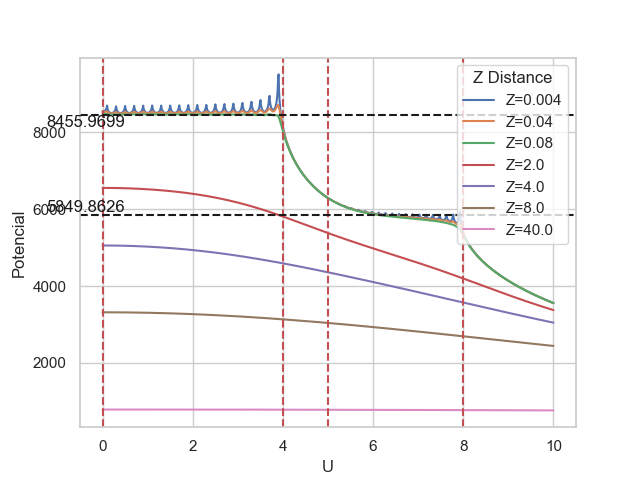 Z Distance
Z=0.004
Z=0.04
Z=0.08
Z=2.0
Z=4.0
Z=8.0
Z=40.0
8455.9699
8000
5849.8626
6000
4000
2000
Potencial
0 2 4 6 8 10
U